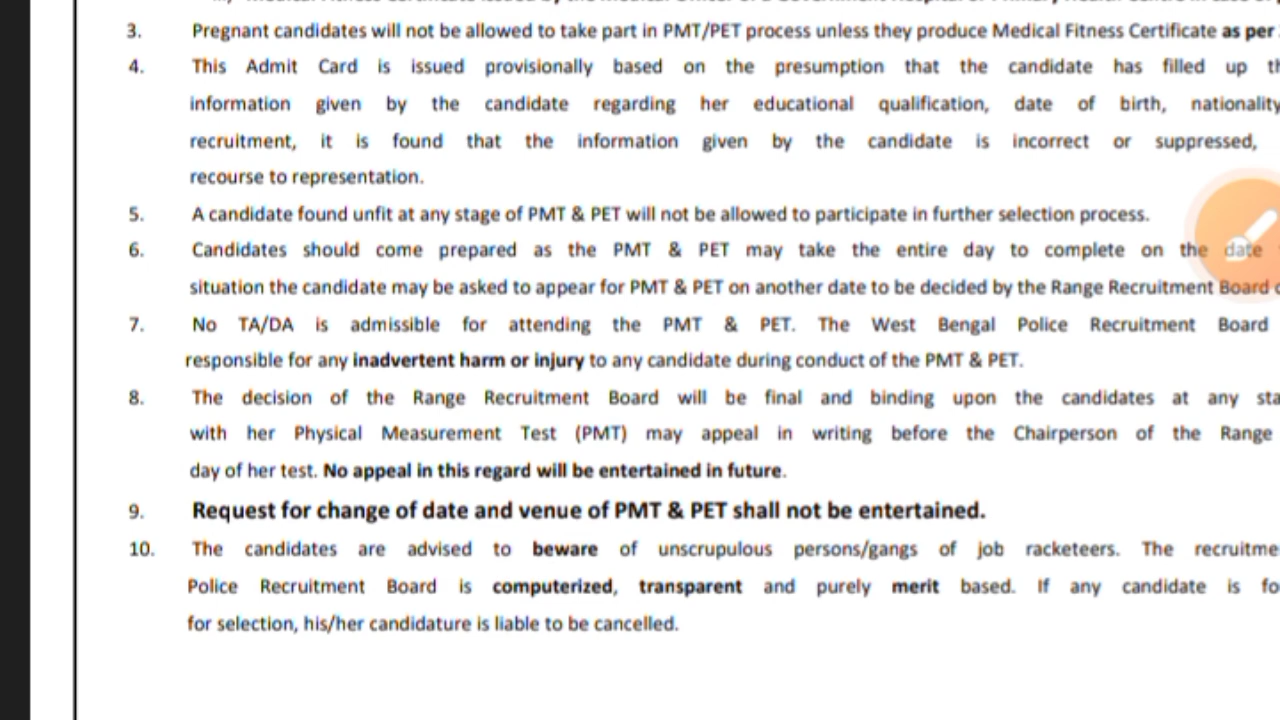 3. Pregnant candidates will not be allowed to take part in PMT/PET process unless they produce Medical Fitness Certificate as per
4. This Admit Card is issued provisionally based on the presumption that the candidate has filled up
information given by the candidate regarding her educational qualification, date of birth, nationality
recruitment, it is found that the information given by the candidate is incorrect or suppressed,
recourse to representation.
5. A candidate found unfit at any stage of PMT & PET will not be allowed to participate in further selection process.
6. Candidates should come prepared as the PMT & PET may take the entire day to complete on the date
situation the candidate may be asked to appear for PMT & PET on another date to be decided by the Range Recruitment Board
7. No TA/DA is admissible for attending the PMT & PET. The West Bengal Police Recruitment Board
responsible for any inadvertent harm or injury to any candidate during conduct of the PMT & PET.
8. The decision of the Range Recruitment Board will be final and binding upon the candidates at any
with her Physical Measurement Test (PMT) may appeal in writing before the Chairperson of the Range
day of her test. No appeal in this regard will be entertained in future.
9. Request for change of date and venue of PMT & PET shall not be entertained.
10. The candidates are advised to beware of unscrupulous persons/gangs of job racketeers. The
Police Recruitment Board is computerized, transparent and purely merit based. If any candidate is
for selection, his/her candidature is liable to be cancelled.